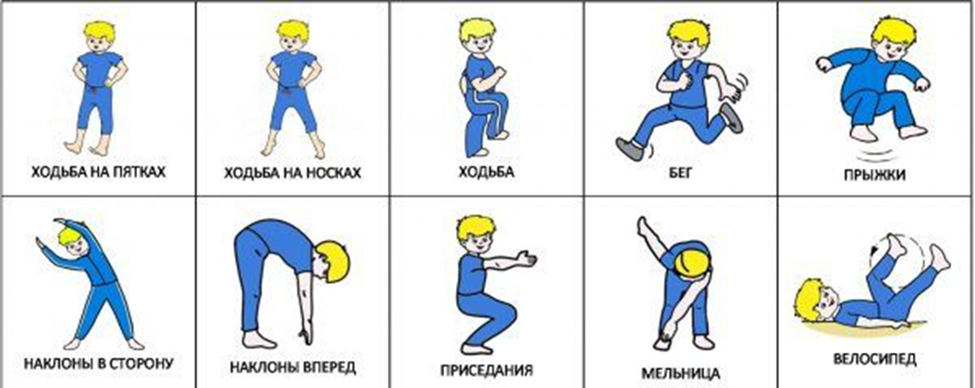 ХОДЬБА НА ПЯТКАХ
ХОДЬБА НА НОСКАХ
ХОДЬБА
БЕГ
ПРЫЖКИ
НАКЛОНЫ В СТОРОНУ
НАКЛОНЫ ВПЕРЕД
ПРИСЕДАНИЯ
МЕЛЬНИЦА
ВЕЛОСИПЕД